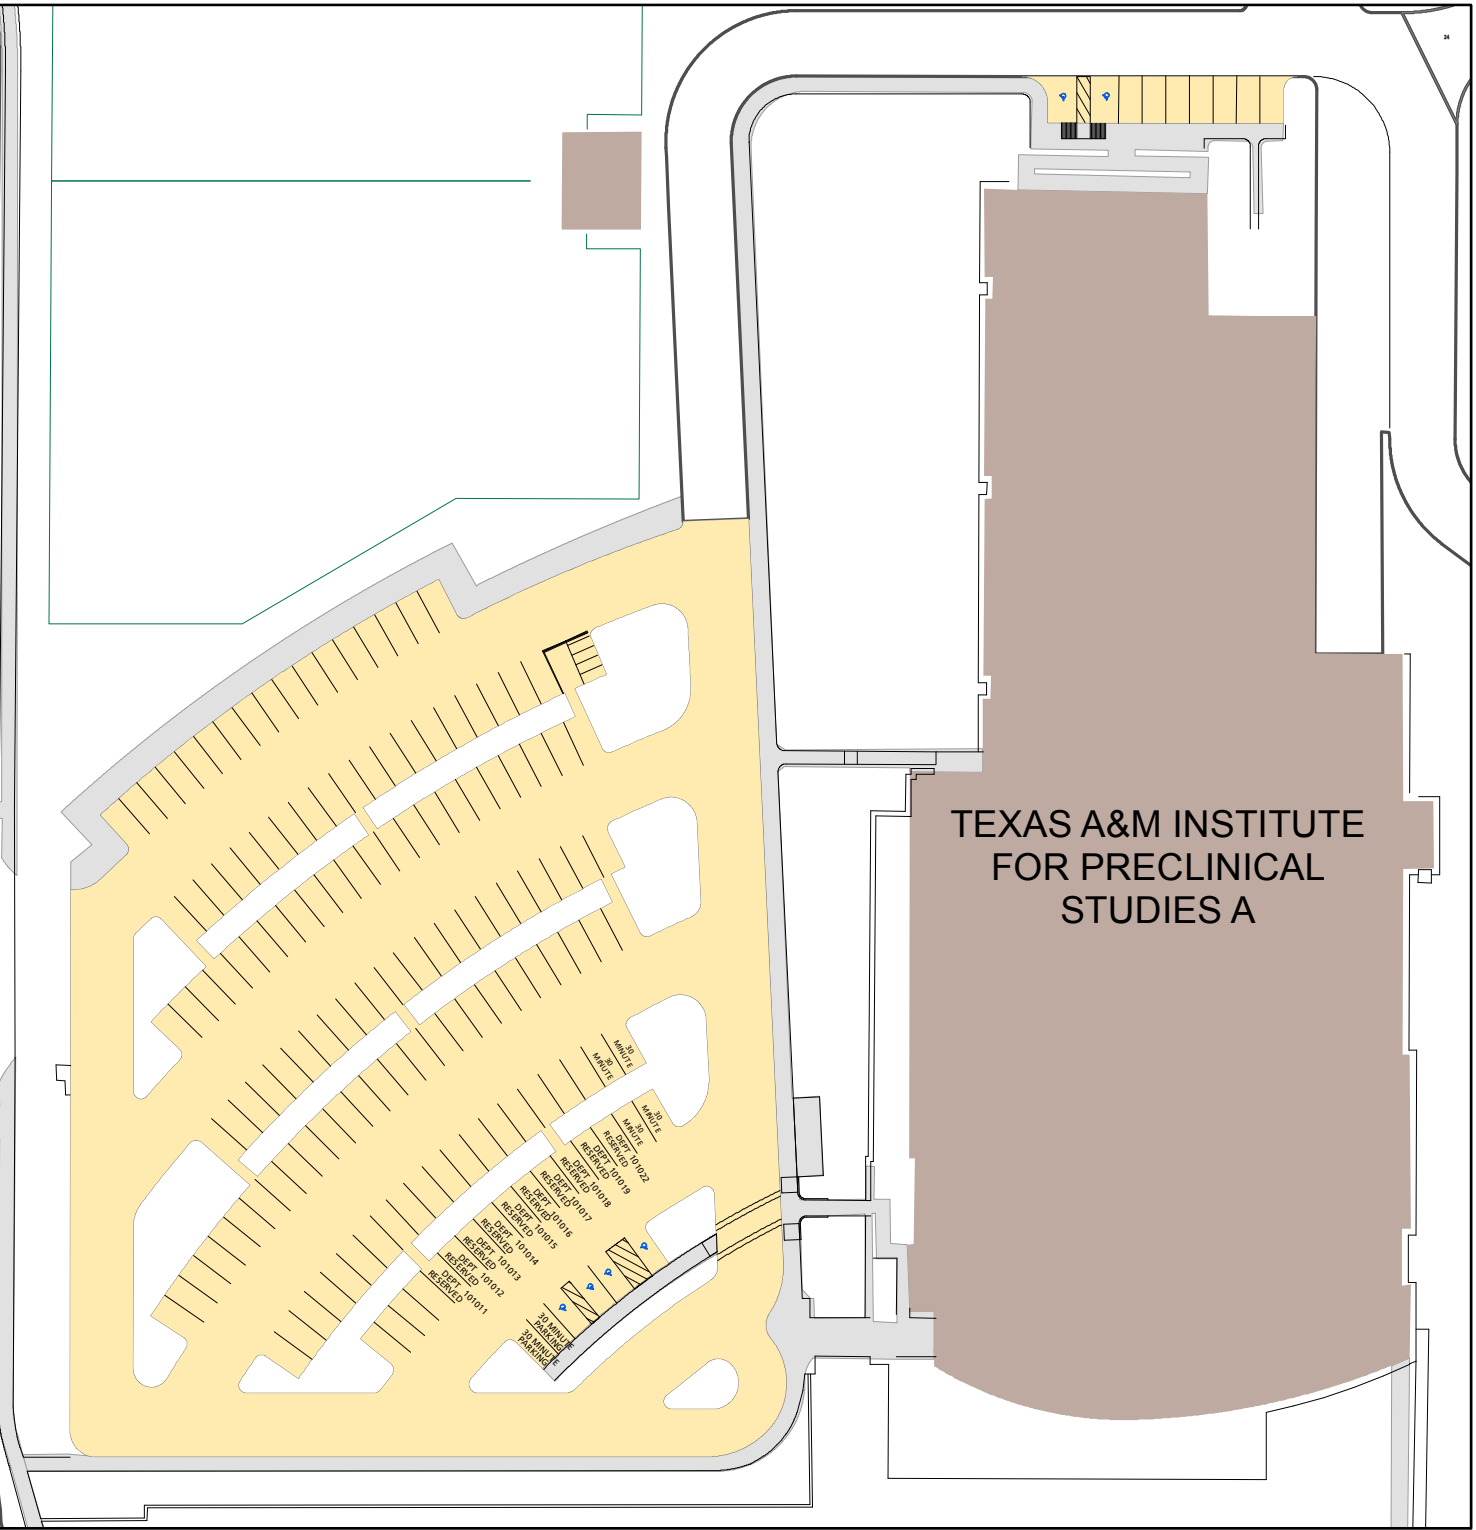 24
TEXAS A&M INSTITUTE
FOR PRECLINICAL
STUDIES A
30
MINUTE
30
MINUTE
30
MINUTE
30
MINUTE
DEPT 101022
RESERVED
DEPT 101019
RESERVED
DEPT 101018
RESERVED
DEPT 101017
RESERVED
DEPT 101016
RESERVED
DEPT 101015
RESERVED
DEPT 101014
RESERVED
DEPT 101013
RESERVED
DEPT 101012
RESERVED
DEPT 101011
RESERVED
30 MINUTE
PARKING
30 MINUTE
PARKING